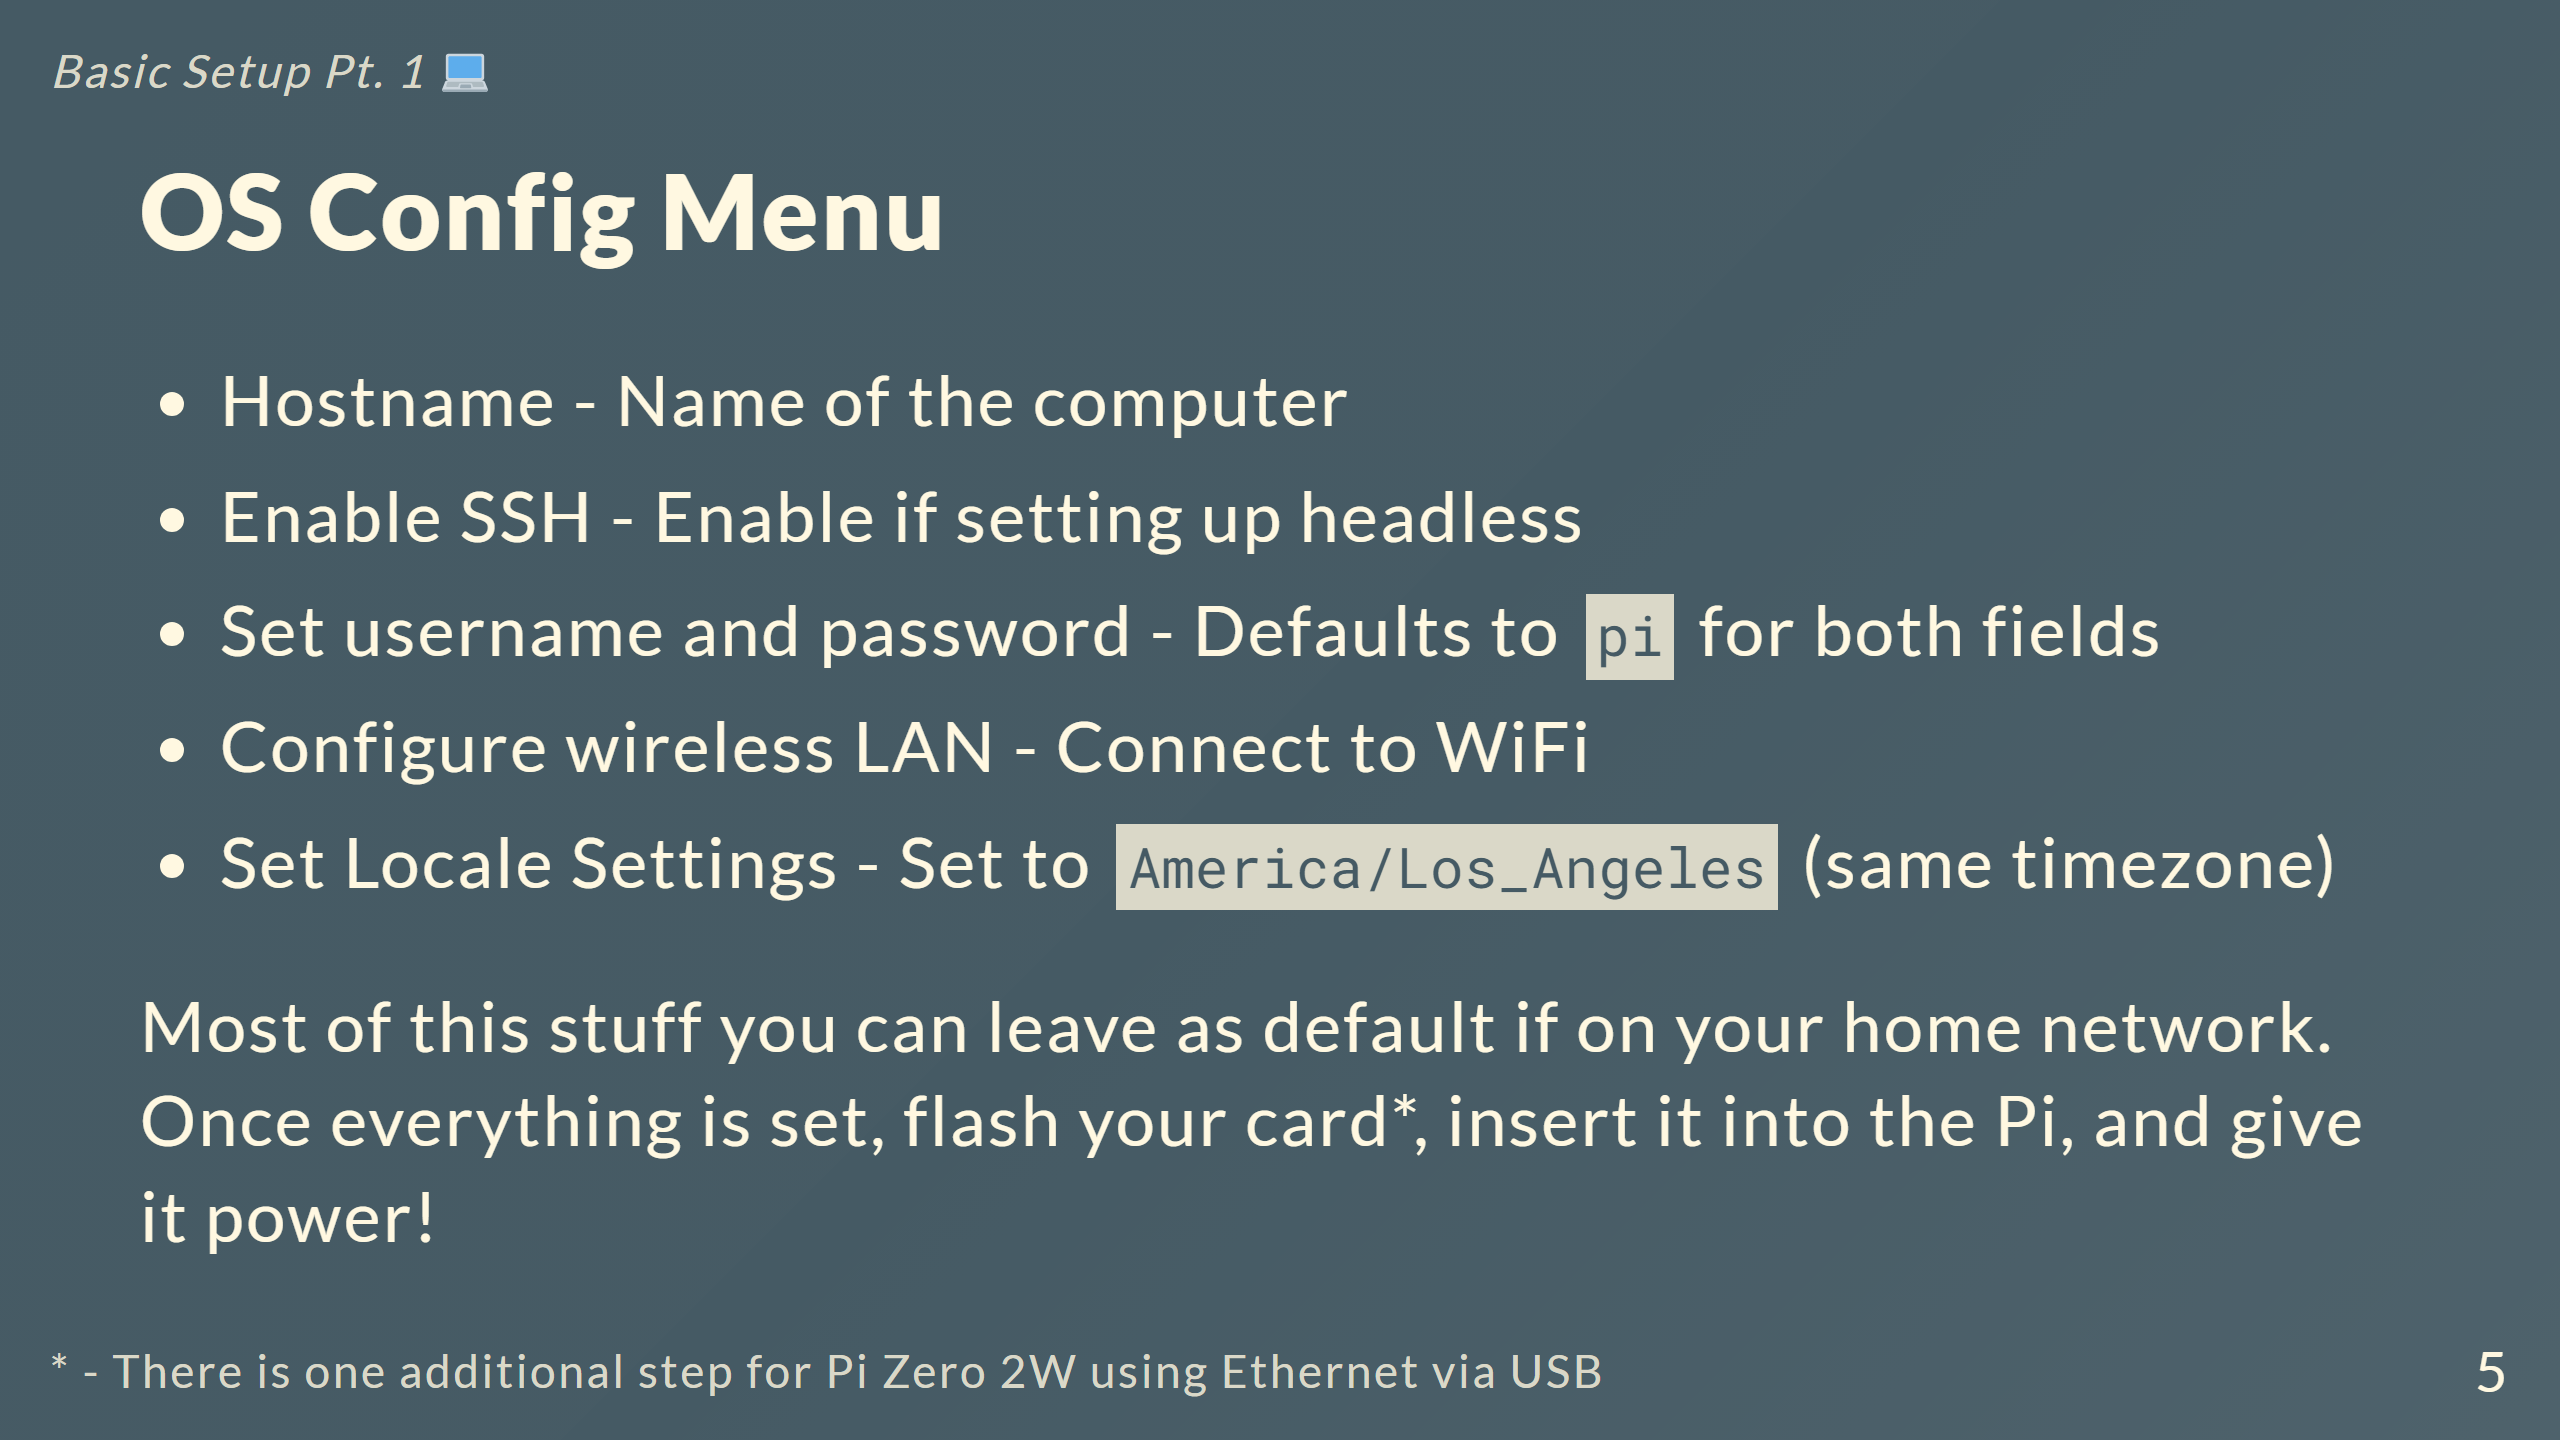 Basic Setup Pt. 1 💻
OS Config Menu
• Hostname - Name of the computer
• Enable SSH - Enable if setting up headless
• Set username and password - Defaults to pi for both fields
• Configure wireless LAN - Connect to WiFi
• Set Locale Settings - Set to America/Los_Angeles (same timezone)
Most of this stuff you can leave as default if on your home network.
Once everything is set, flash your card*, insert it into the Pi, and give
it power!
* - There is one additional step for Pi Zero 2W using Ethernet via USB
5